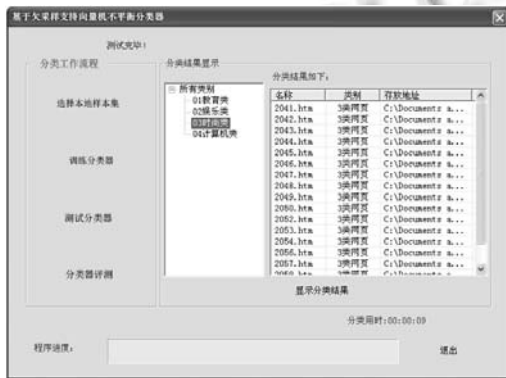 基于欠采样支持向量机不平衡分类器
测试完毕!
分类工作流程
选择本地样本集
训练分类器
测试分类器
分类器评测
分类结果显示
所有类别
01教育类
02娱乐类
03时尚类
04计算机类
分类结果如下:
名称 类别 存放地址
2041.htm 3类网页 C:\Documents a...
2042.htm 3类网页 C:\Documents a...
2043.htm 3类网页 C:\Documents a...
2044.htm 3类网页 C:\Documents a...
2045.htm 3类网页 C:\Documents a...
2046.htm 3类网页 C:\Documents a...
2047.htm 3类网页 C:\Documents a...
2048.htm 3类网页 C:\Documents a...
2049.htm 3类网页 C:\Documents a...
2050.htm 3类网页 C:\Documents a...
2052.htm 3类网页 C:\Documents a...
2053.htm 3类网页 C:\Documents a...
2054.htm 3类网页 C:\Documents a...
2056.htm 3类网页 C:\Documents a...
2057.htm 3类网页 C:\Documents a...
2058.htm 3类网页 C:\Documents a...
显示分类结果
分类用时:00:00:09
程序进度:
退出